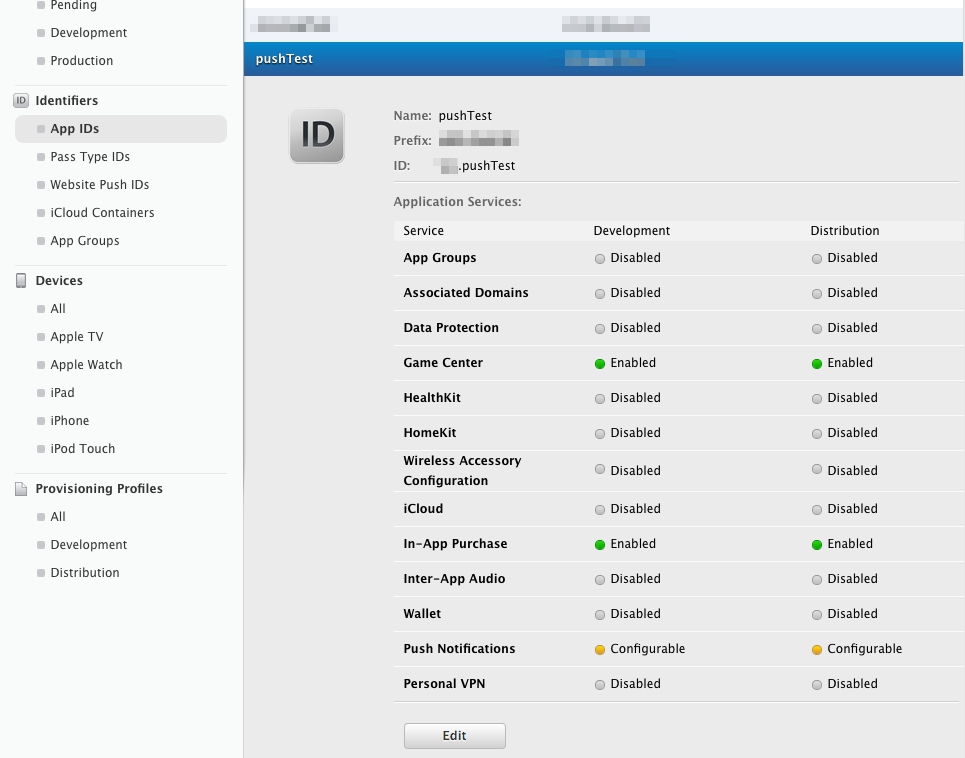 Pending
Development
Production
ID Identifiers
App IDs
Pass Type IDs
Website Push IDs
iCloud Containers
App Groups
Devices
All
Apple TV
Apple Watch
iPad
iPhone
iPod Touch
Provisioning Profiles
All
Development
Distribution
pushTest
ID
Name: pushTest
Prefix:
ID: .pushTest
Application Services:
Service Development Distribution
App Groups Disabled Disabled
Associated Domains Disabled Disabled
Data Protection Disabled Disabled
Game Center Enabled Enabled
HealthKit Disabled Disabled
HomeKit Disabled Disabled
Wireless Accessory
Configuration Disabled Disabled
iCloud Disabled Disabled
In-App Purchase Enabled Enabled
Inter-App Audio Disabled Disabled
Wallet Disabled Disabled
Push Notifications Configurable Configurable
Personal VPN Disabled Disabled
Edit